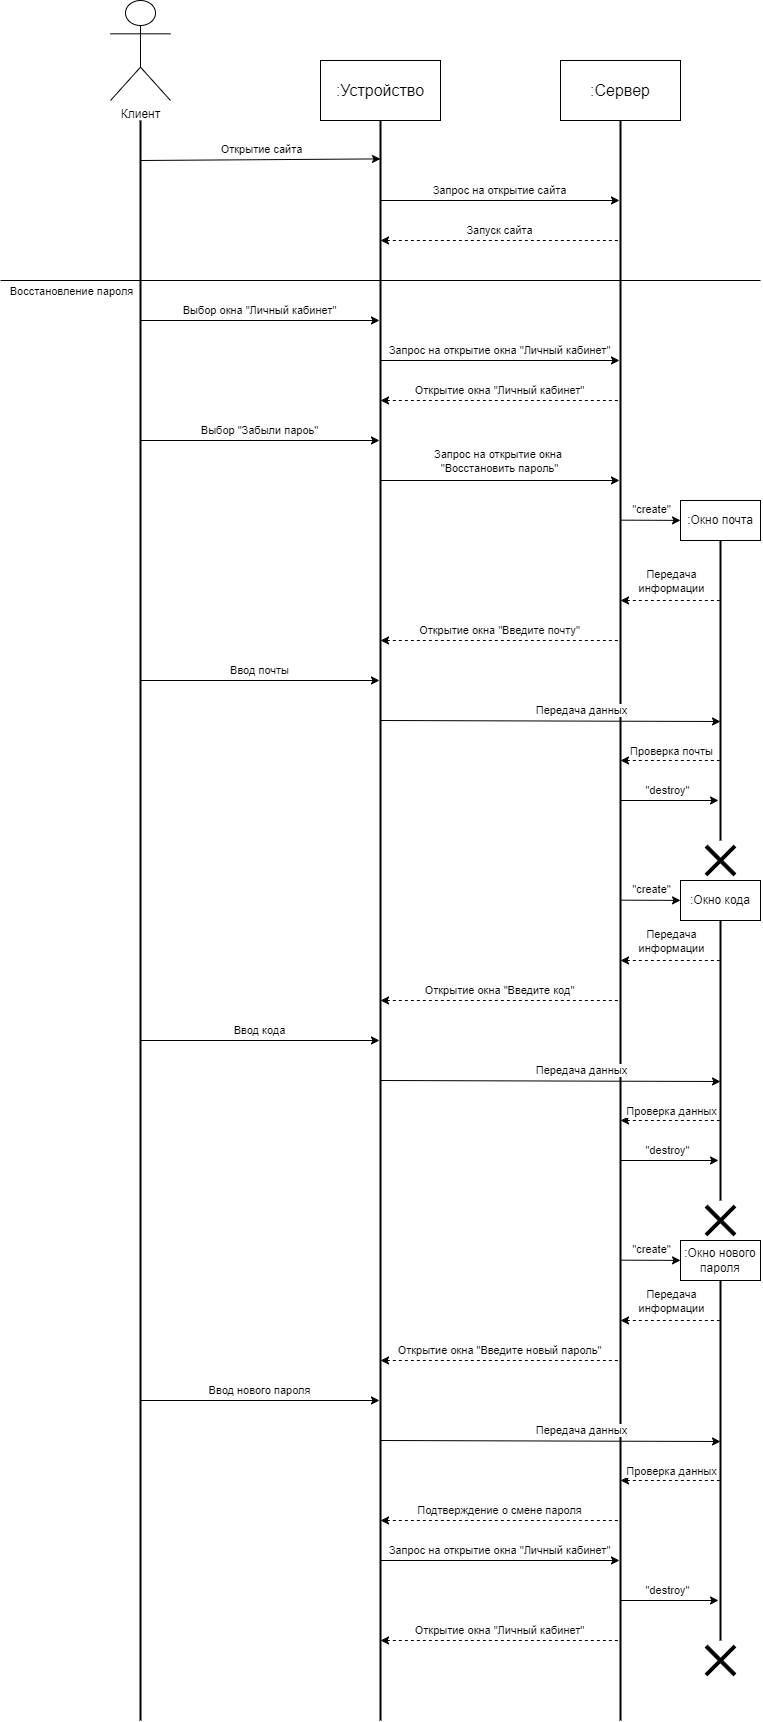 Клиент
:Устройство
:Сервер
Открытие сайта
Запрос на открытие сайта
Запуск сайта
Восстановление пароля
Выбор окна "Личный кабинет"
Запрос на открытие окна "Личный кабинет"
Открытие окна "Личный кабинет"
Выбор "Забыли пароь"
Запрос на открытие окна
"Восстановить пароль"
"create"
:Окно почта
Передача
информации
Открытие окна "Введите почту"
Ввод почты
Передача данных
Проверка почты
"destroy"
"create"
:Окно кода
Передача
информации
Открытие окна "Введите код"
Ввод кода
Передача данных
Проверка данных
"destroy"
"create"
:Окно нового
пароля
Передача
информации
Открытие окна "Введите новый пароль"
Ввод нового пароля
Передача данных
Проверка данных
Подтверждение о смене пароля
Запрос на открытие окна "Личный кабинет"
"destroy"
Открытие окна "Личный кабинет"